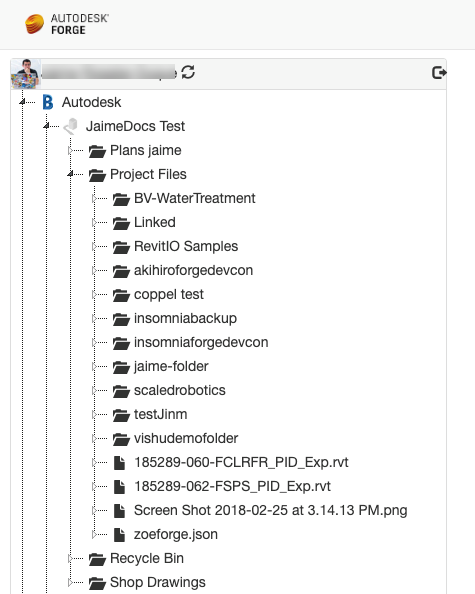 AUTODESK®
FORGE
Autodesk
JaimeDocs Test
Plans jaime
Project Files
BV-WaterTreatment
Linked
RevitIO Samples
akihiroforgedevcon
coppel test
insomniabackup
insomniaforgedevcon
jaime-folder
scaledrobotics
testJinm
vishudemofolder
185289-060-FCLRFR_PID_Exp.rvt
185289-062-FSPS_PID_Exp.rvt
Screen Shot 2018-02-25 at 3.14.13 PM.png
zoeforge.json
Recycle Bin
Shop Drawings